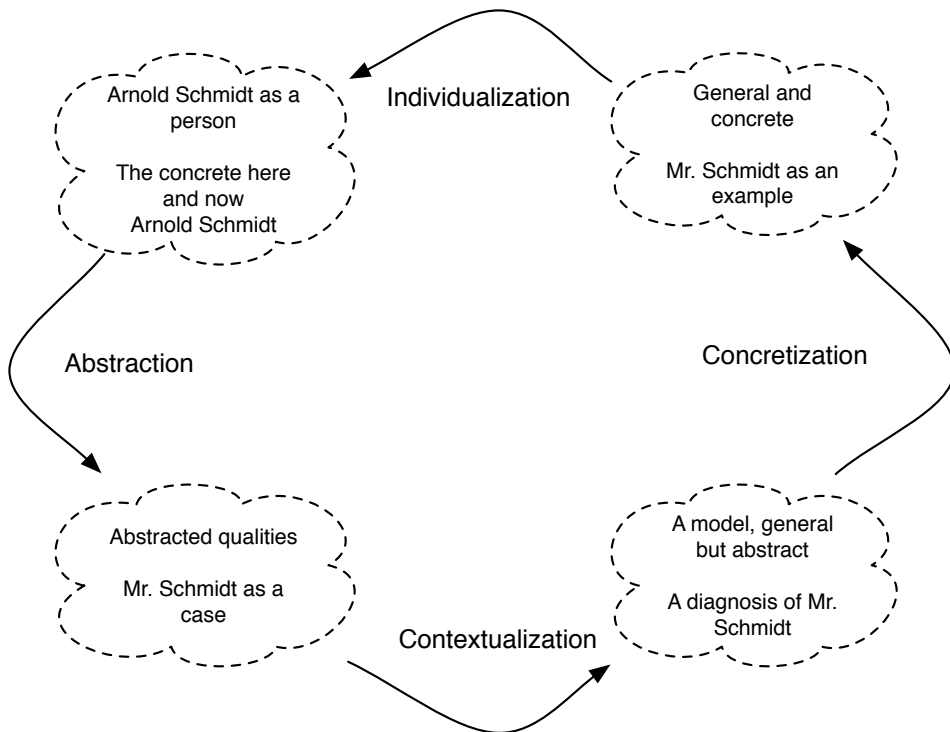 Arnold Schmidt as a
person
The concrete here
and now
Arnold Schmidt
Individualization
General and
concrete
Mr. Schmidt as an
example
Abstraction
Concretization
Abstracted qualities
Mr. Schmidt as a
case
Contextualization
A model, general
but abstract
A diagnosis of Mr.
Schmidt